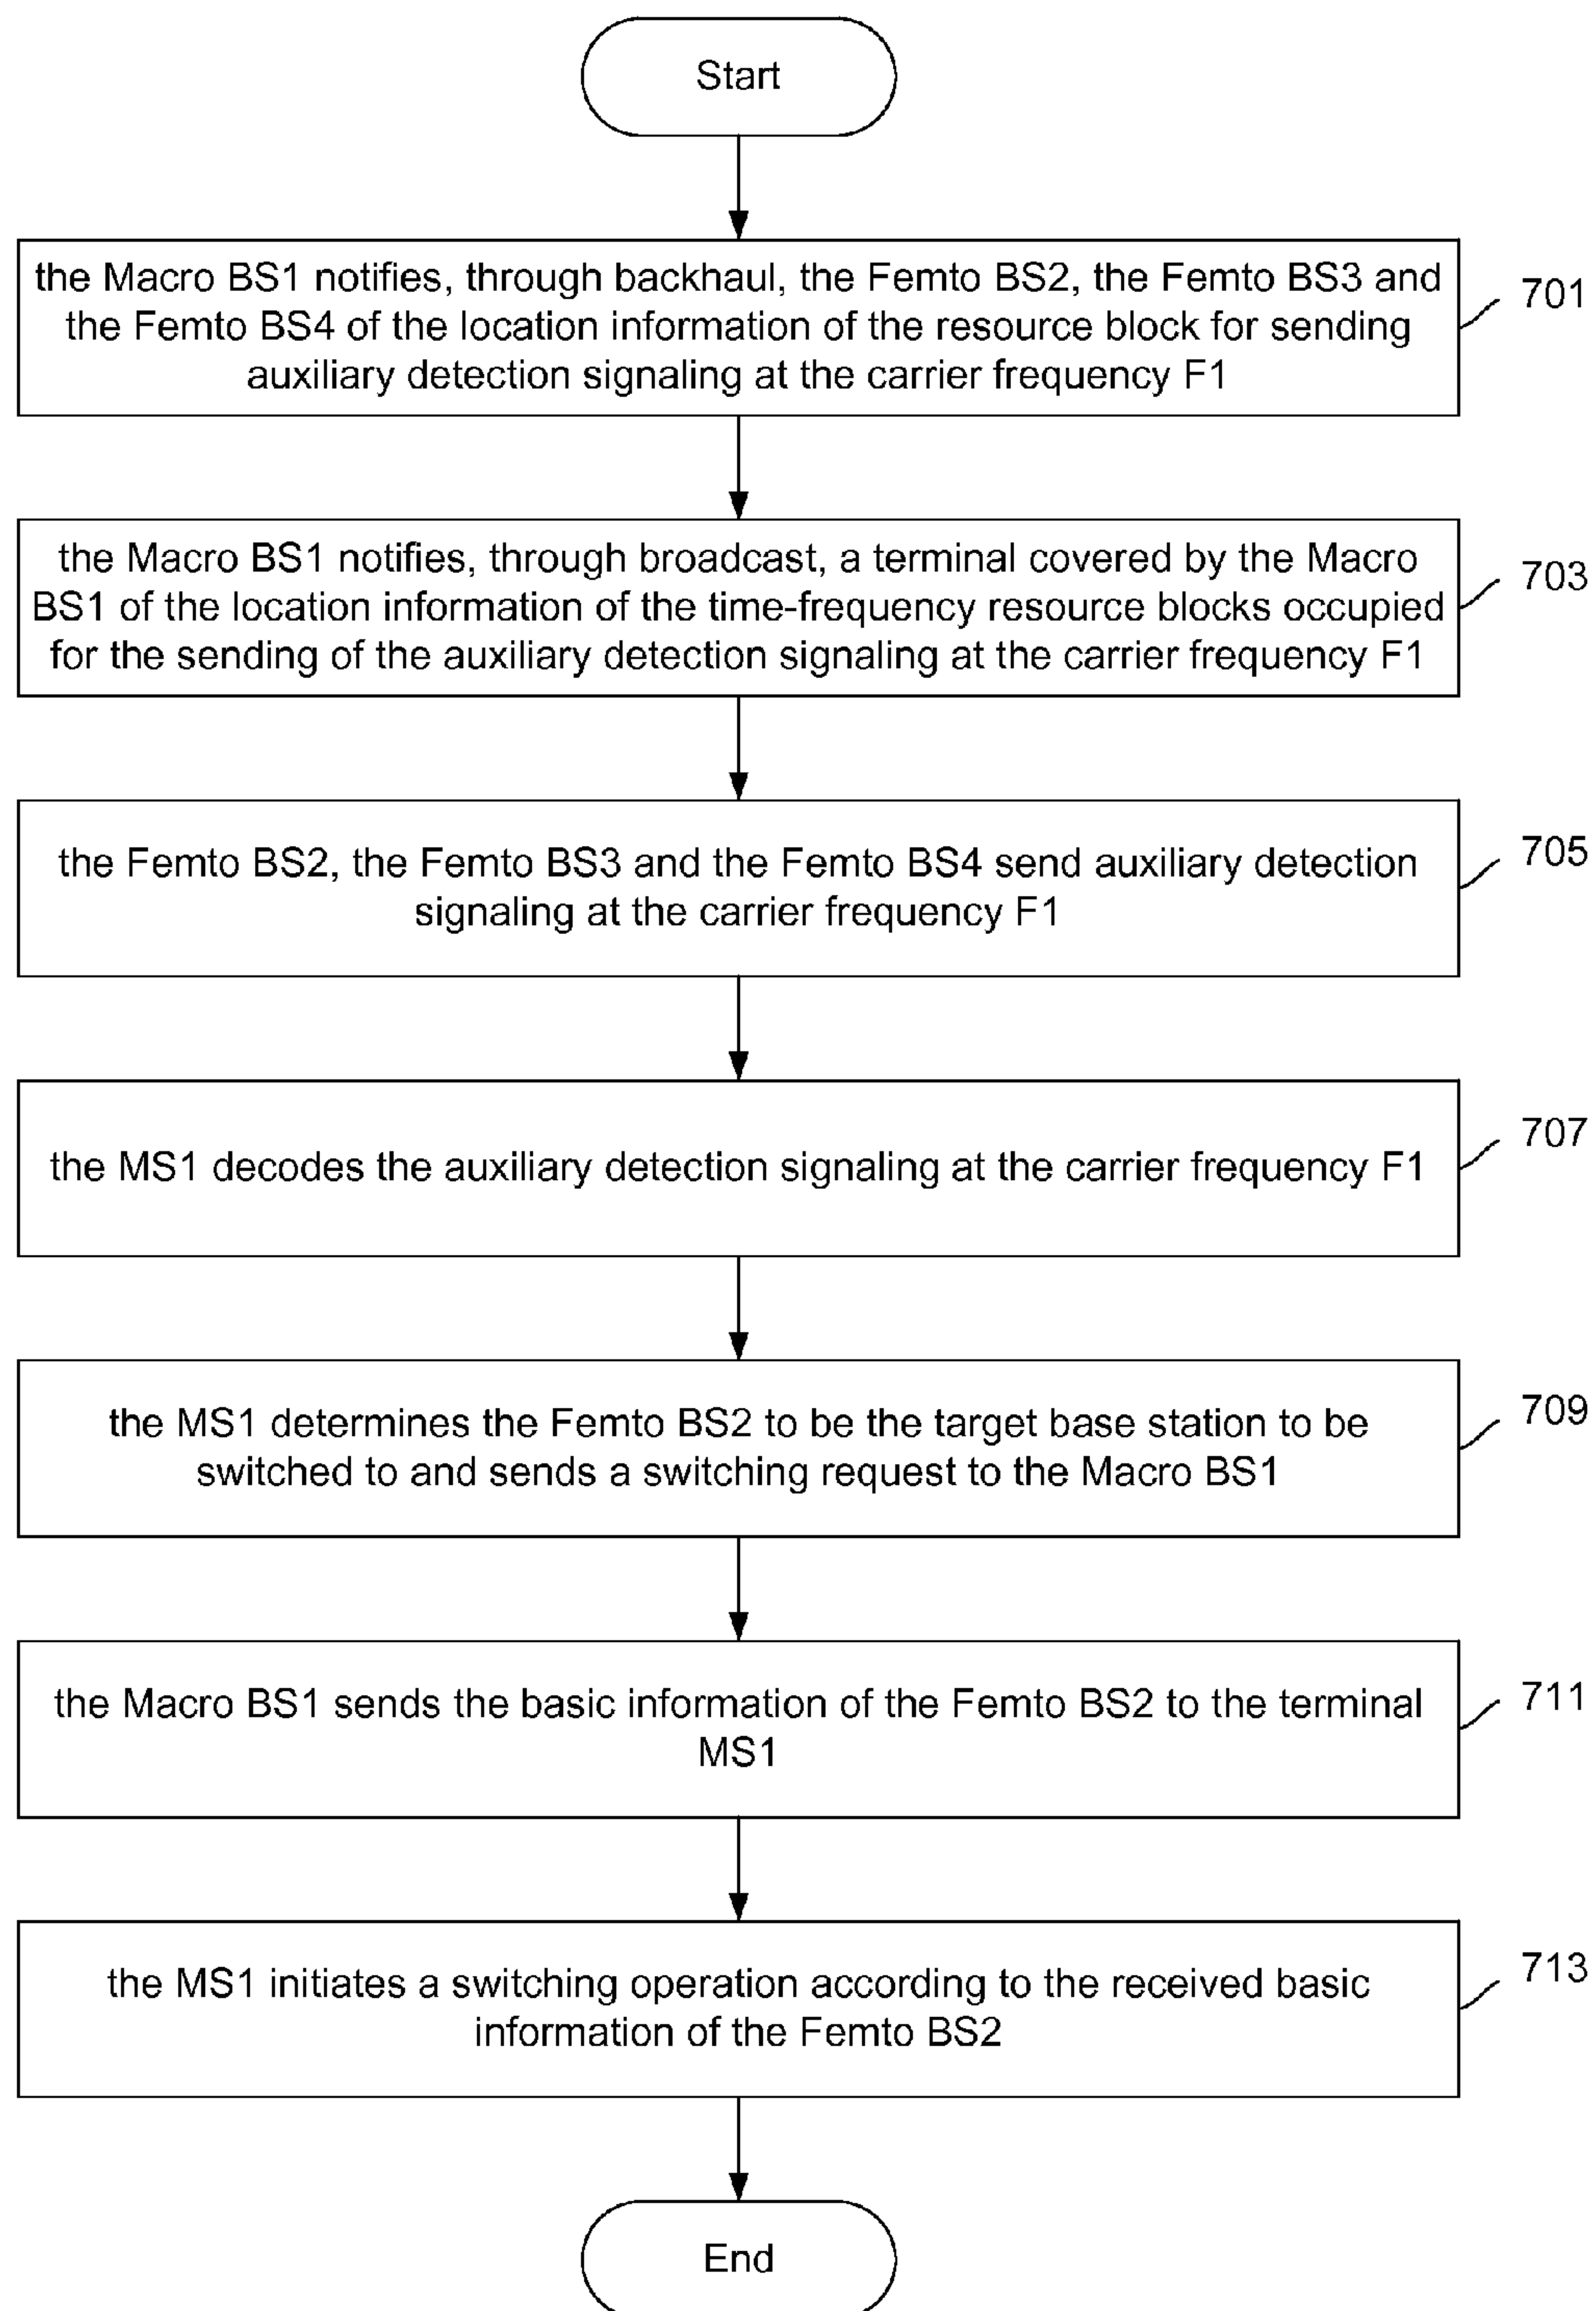 Start
the Macro BS1 notifies, through backhaul, the Femto BS2, the Femto BS3 and
the Femto BS4 of the location information of the resource block for sending
auxiliary detection signaling at the carrier frequency F1
701
the Macro BS1 notifies, through broadcast, a terminal covered by the Macro
BS1 of the location information of the time-frequency resource blocks occupied
for the sending of the auxiliary detection signaling at the carrier frequency F1
703
the Femto BS2, the Femto BS3 and the Femto BS4 send auxiliary detection
signaling at the carrier frequency F1
705
the MS1 decodes the auxiliary detection signaling at the carrier frequency F1
707
the MS1 determines the Femto BS2 to be the target base station to be
switched to and sends a switching request to the Macro BS1
709
the Macro BS1 sends the basic information of the Femto BS2 to the terminal
MS1
711
the MS1 initiates a switching operation according to the received basic
information of the Femto BS2
713
End